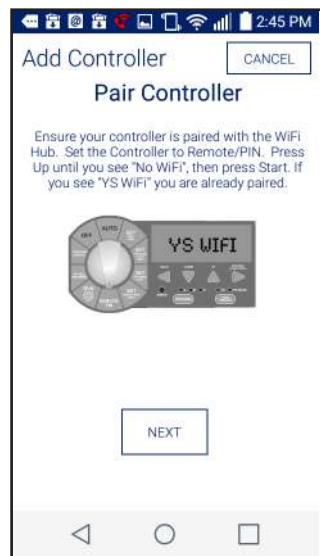 2:45 PM
Add Controller
CANCEL
Pair Controller
Ensure your controller is paired with the WiFi
Hub. Set the Controller to Remote/PIN. Press
Up until you see "No WiFi", then press Start. If
you see "YS WiFi" you are already paired.
OFF
AUTO
YS WIFI
NEXT